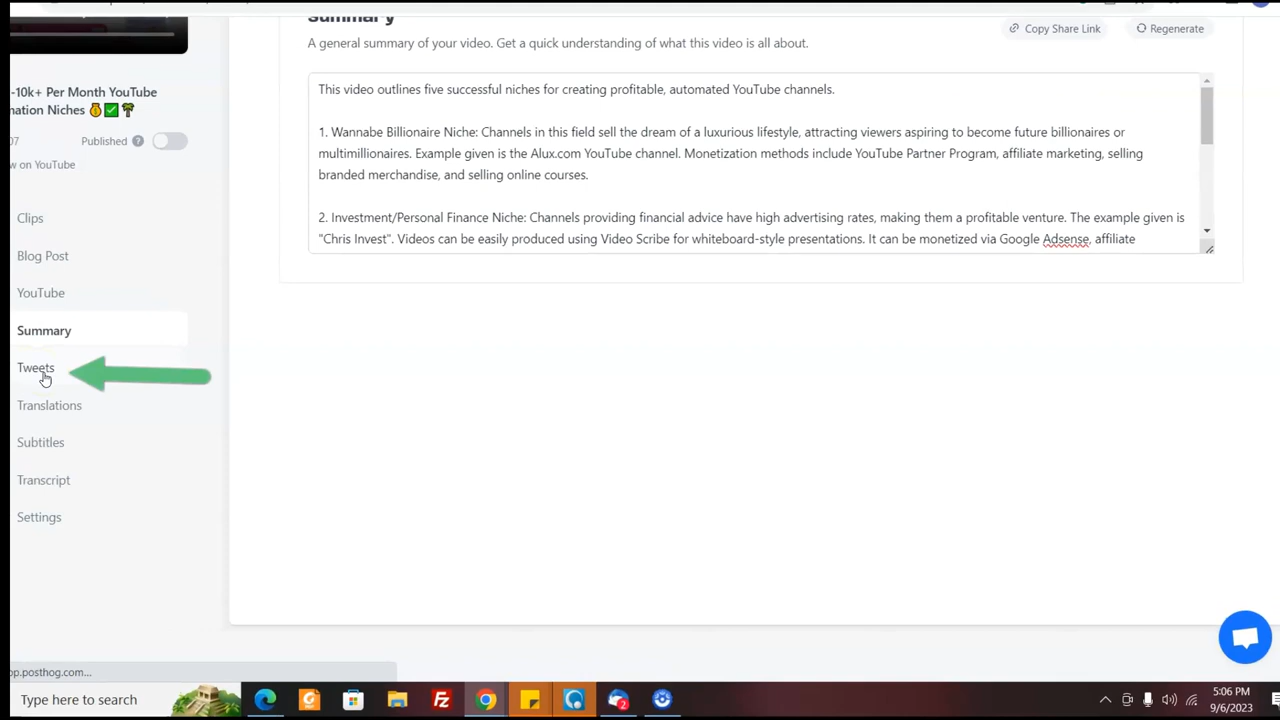 Summary
Copy Share Link
Regenerate
A general summary of your video. Get a quick understanding of what this video is all about.
This video outlines five successful niches for creating profitable, automated YouTube channels.
1. Wannabe Billionaire Niche: Channels in this field sell the dream of a luxurious lifestyle, attracting viewers aspiring to become future billionaires or
multimillionaires. Example given is the Alux.com YouTube channel. Monetization methods include YouTube Partner Program, affiliate marketing, selling
branded merchandise, and selling online courses.
2. Investment/Personal Finance Niche: Channels providing financial advice have high advertising rates, making them a profitable venture. The example given is
"Chris Invest". Videos can be easily produced using Video Scribe for whiteboard-style presentations. It can be monetized via Google Adsense, affiliate
-10k+ Per Month YouTube
mation Niches 💰✅🌴
07
Published
?
w on YouTube
Clips
Blog Post
YouTube
Summary
Tweets
Translations
Subtitles
Transcript
Settings
op.posthog.com...
Type here to search
Fz
2
5:06 PM
9/6/2023